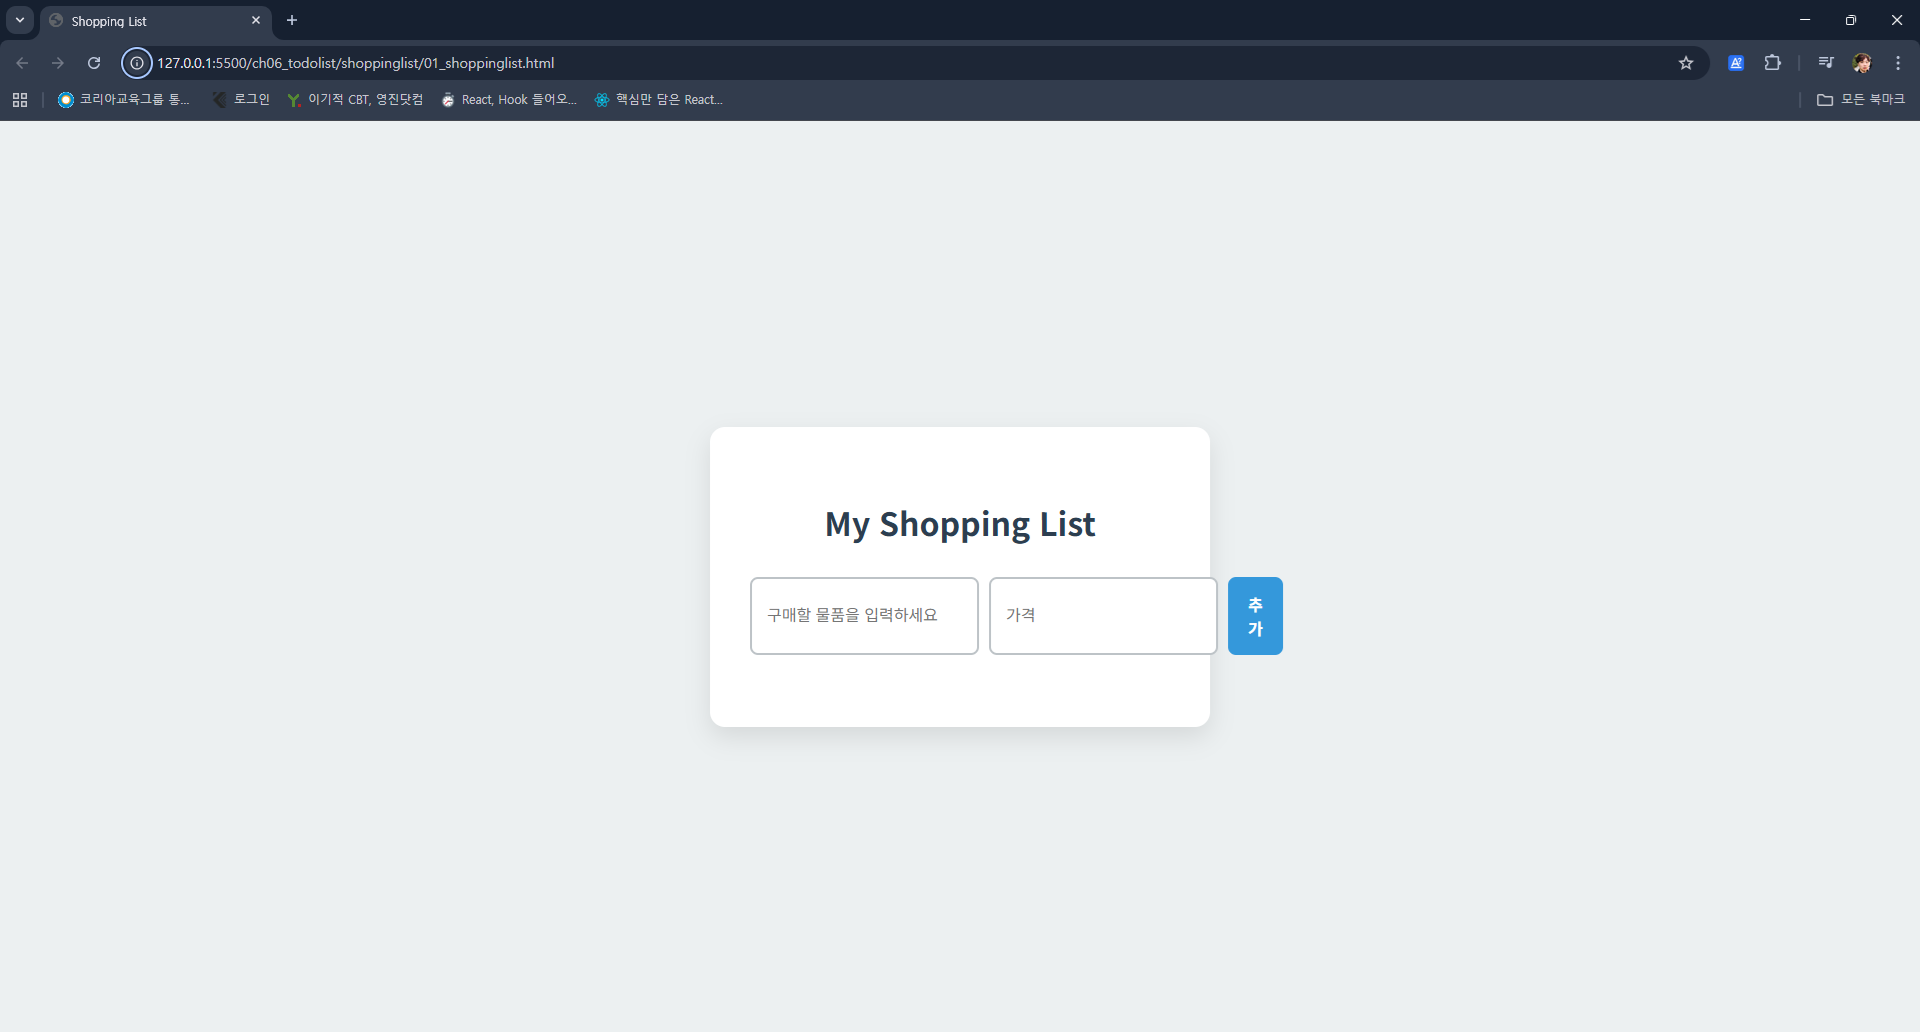 Shopping List
127.0.0.1:5500/ch06_todolist/shoppinglist/01_shoppinglist.html
코리아교육그룹 통...
로그인
이기적 CBT, 영진닷컴
React, Hook 들어오...
핵심만 담은 React...
모든 북마크
My Shopping List
구매할 물품을 입력하세요
가격
추
가